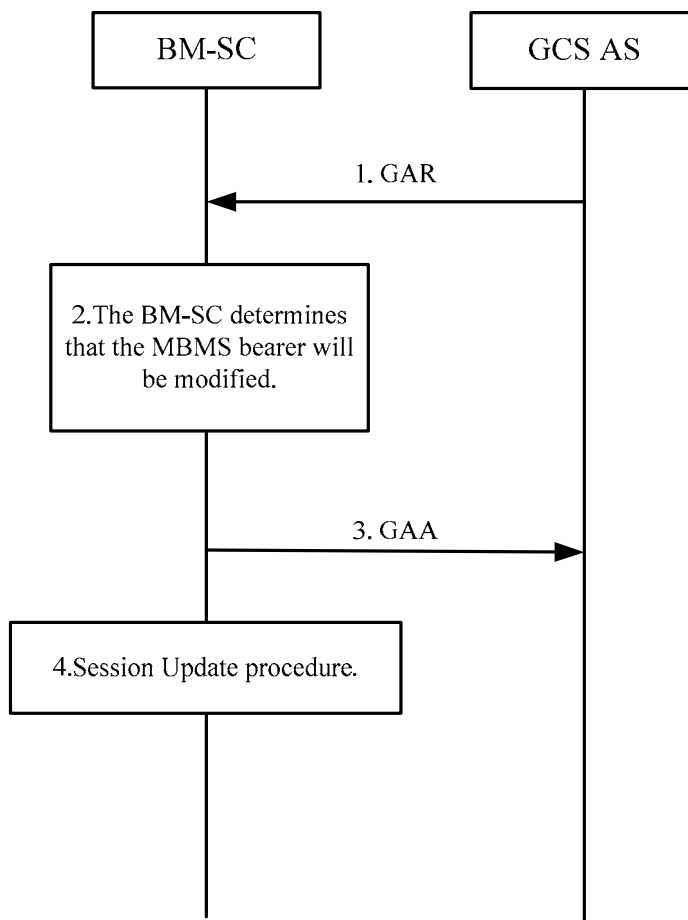 BM-SC
GCS AS
1. GAR
2.The BM-SC determines
that the MBMS bearer will
be modified.
3. GAA
4.Session Update procedure.